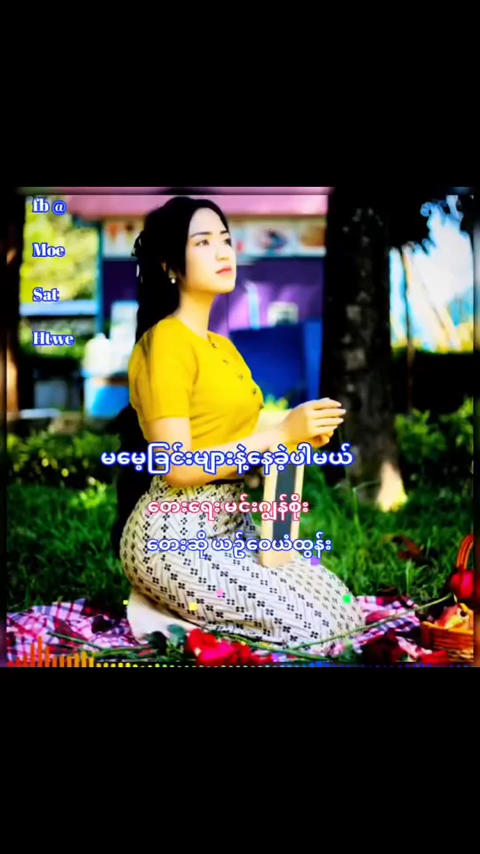 fb @
Moe
Sat
Htwe
မမေ့ခြင်းများနဲ့နေခဲ့ပါမယ်
တေးရေး မင်းဂျွန်စိုး
တေးဆို ယဉ်ဝေယံထွန်း